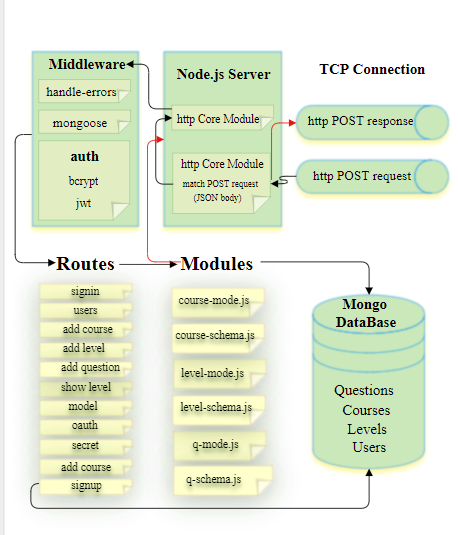 Middleware
handle-errors
mongoose
auth
bcrypt
jwt
Node.js Server
http Core Module
http Core Module
match POST request
(JSON body)
TCP Connection
http POST response
http POST request
Routes
signin
users
add course
add level
add question
show level
model
oauth
secret
add course
signup
Modules
course-mode.js
course-schema.js
level-mode.js
level-schema.js
q-mode.js
q-schema.js
Mongo
DataBase
Questions
Courses
Levels
Users